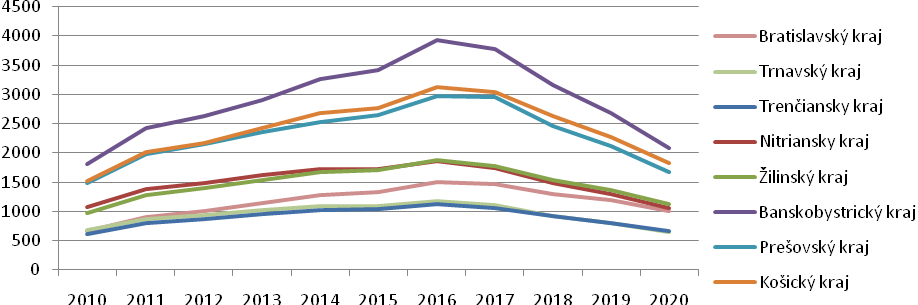 4500
4000
3500
3000
2500
2000
1500
1000
500
0
2010 2011 2012 2013 2014 2015 2016 2017 2018 2019 2020
Bratislavský kraj
Trnavský kraj
Trenčiansky kraj
Nitriansky kraj
Žilinský kraj
Banskobystrický kraj
Prešovský kraj
Košický kraj